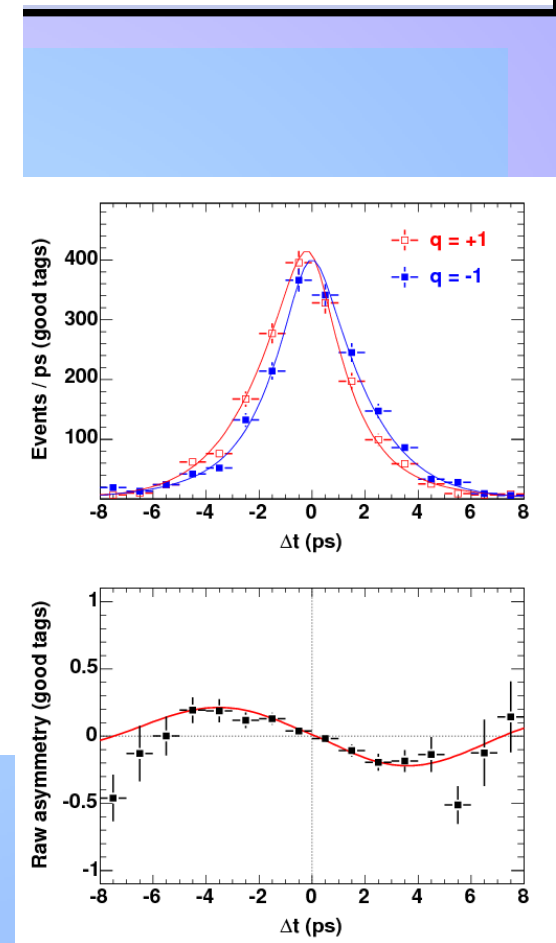 Events / ps (good tags)
400
300
200
100
q = +1
q = -1
-8 -6 -4 -2 0 2 4 6 8
Δt (ps)
Raw asymmetry (good tags)
1
0.5
0
-0.5
-1
-8 -6 -4 -2 0 2 4 6 8
Δt (ps)